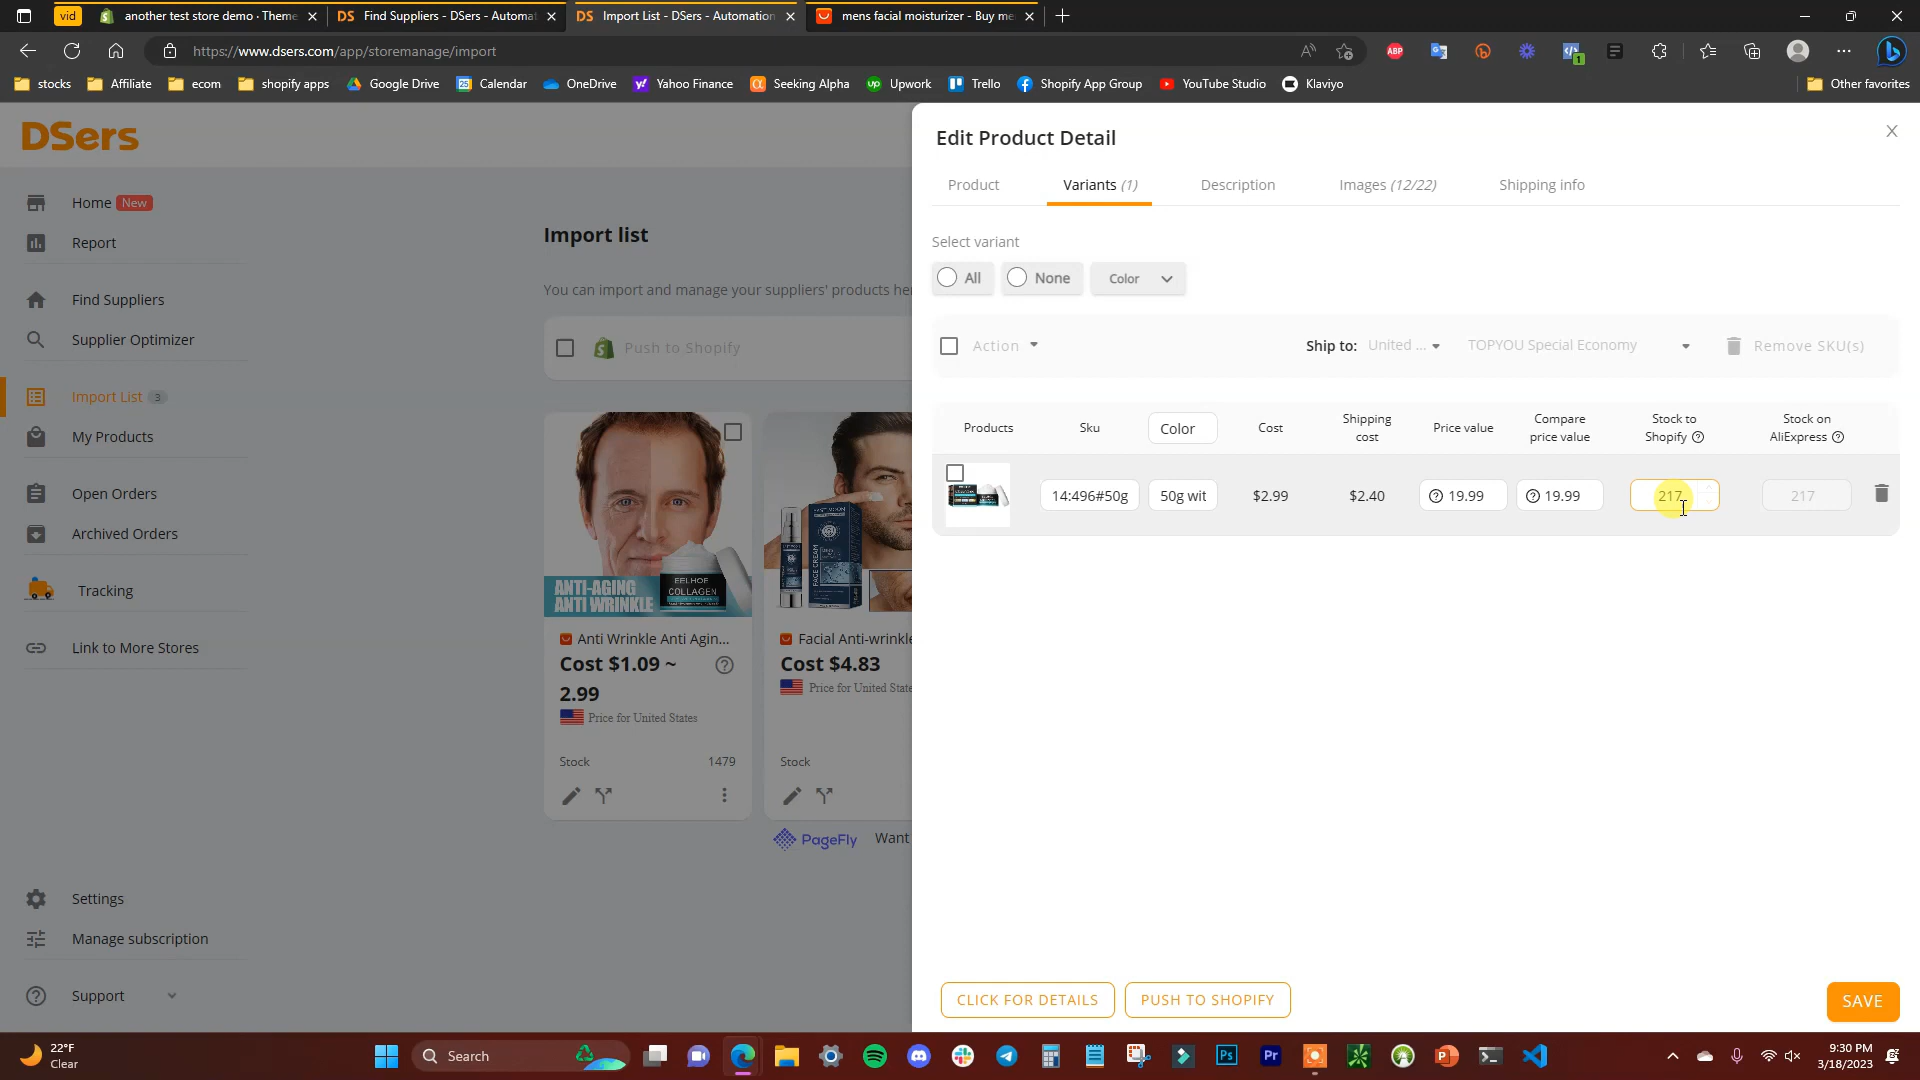 vid
another test store demo · Theme
DS Find Suppliers - DSers - Automat
DS Import List - DSers - Automation
mens facial moisturizer - Buy me
https://www.dsers.com/app/storemanage/import
ABP
1
stocks
Affiliate
ecom
shopify apps
Google Drive
25 Calendar
OneDrive
Yahoo Finance
Seeking Alpha
up Upwork
Trello
Shopify App Group
YouTube Studio
Klaviyo
Other favorites
DSers
Home New
Report
Find Suppliers
Supplier Optimizer
Import List 3
My Products
Open Orders
Archived Orders
Tracking
Link to More Stores
Settings
Manage subscription
Support
Import list
You can import and manage your suppliers' products he
Push to Shopify
ANTI-AGING
ANTI WRINKLE
EELHOE
COLLAGEN
FACE CREAM
Anti Wrinkle Anti Agin...
Cost $1.09 ~
2.99
Price for United States
Stock 1479
Facial Anti-wrinkle
Cost $4.83
Price for United State
Stock
PageFly Want
Edit Product Detail
Product
Variants (1)
Description
Images (12/22)
Shipping info
Select variant
All
None
Color
Action
Ship to: United ...
TOPYOU Special Economy
Remove SKU(s)
Products
Sku
Color
Cost
Shipping
cost
Price value
Compare
price value
Stock to
Shopify
Stock on
AliExpress
14:496#50g
50g wit
$2.99
$2.40
19.99
19.99
217
217
CLICK FOR DETAILS
PUSH TO SHOPIFY
SAVE
22°F
Clear
Search
Ps
Pr
9:30 PM
3/18/2023